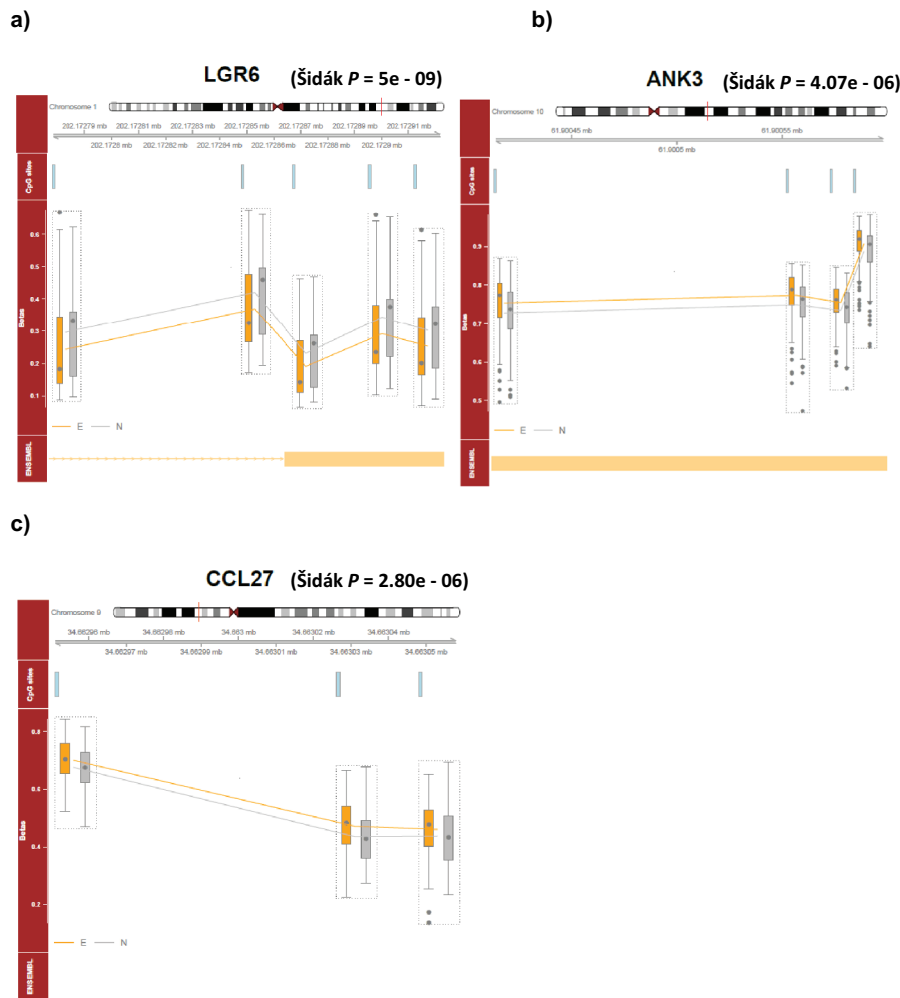 a)
LGR6 (Šidák P = 5e - 09)
Chromosome 1
202.17279 mb 202.17281 mb 202.17283 mb 202.17285 mb 202.17287 mb 202.17289 mb 202.17291 mb
202.1728 mb 202.17282 mb 202.17284 mb 202.17286 mb 202.17288 mb 202.1729 mb
CpG sites
Betas
0.6
0.5
0.4
0.3
0.2
0.1
E N
ENSEMBL
b)
ANK3 (Šidák P = 4.07e - 06)
Chromosome 10
61.90045 mb 61.90055 mb
61.9005 mb
CpG sites
Betas
0.9
0.8
0.7
0.6
0.5
E N
ENSEMBL
c)
CCL27 (Šidák P = 2.80e - 06)
Chromosome 9
34.66296 mb 34.66298 mb 34.663 mb 34.66302 mb 34.66304 mb
34.66297 mb 34.66299 mb 34.66301 mb 34.66303 mb 34.66305 mb
CpG sites
Betas
0.8
0.6
0.4
0.2
E N
ENSEMBL